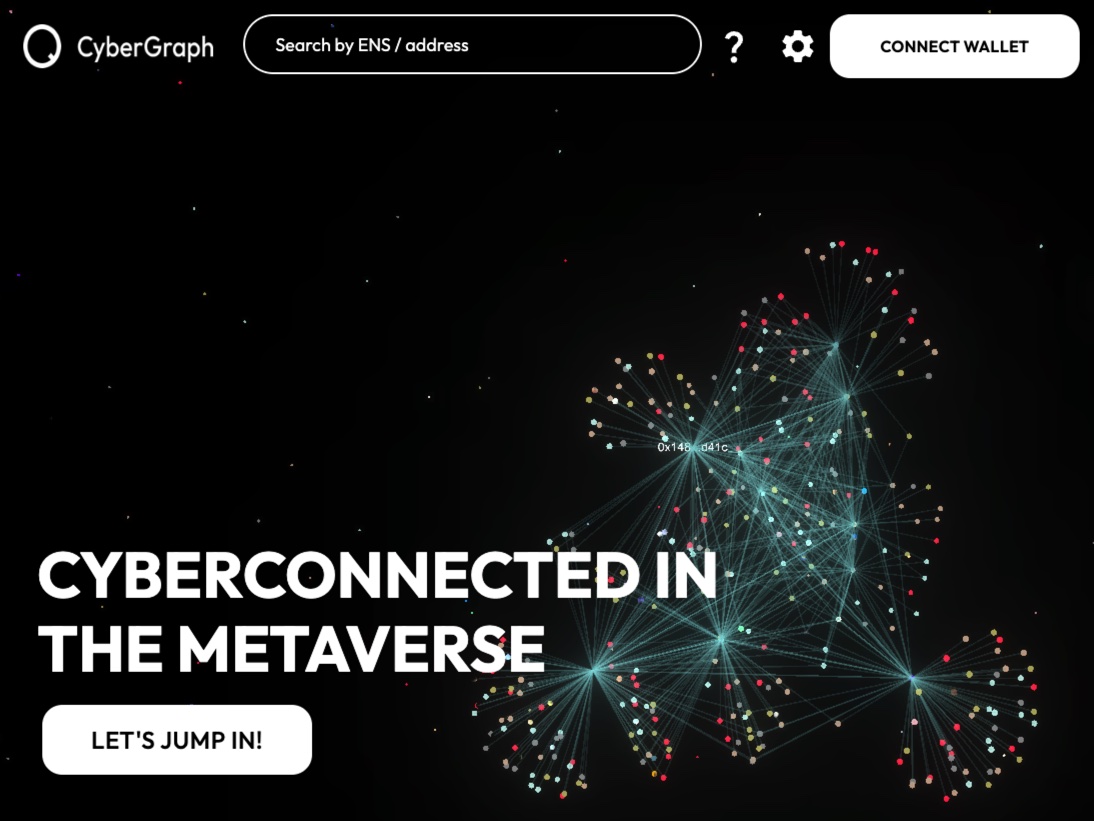 CyberGraph
Search by ENS / address
?
CONNECT WALLET
0x148...d41c
CYBERCONNECTED IN
THE METAVERSE
LET'S JUMP IN!